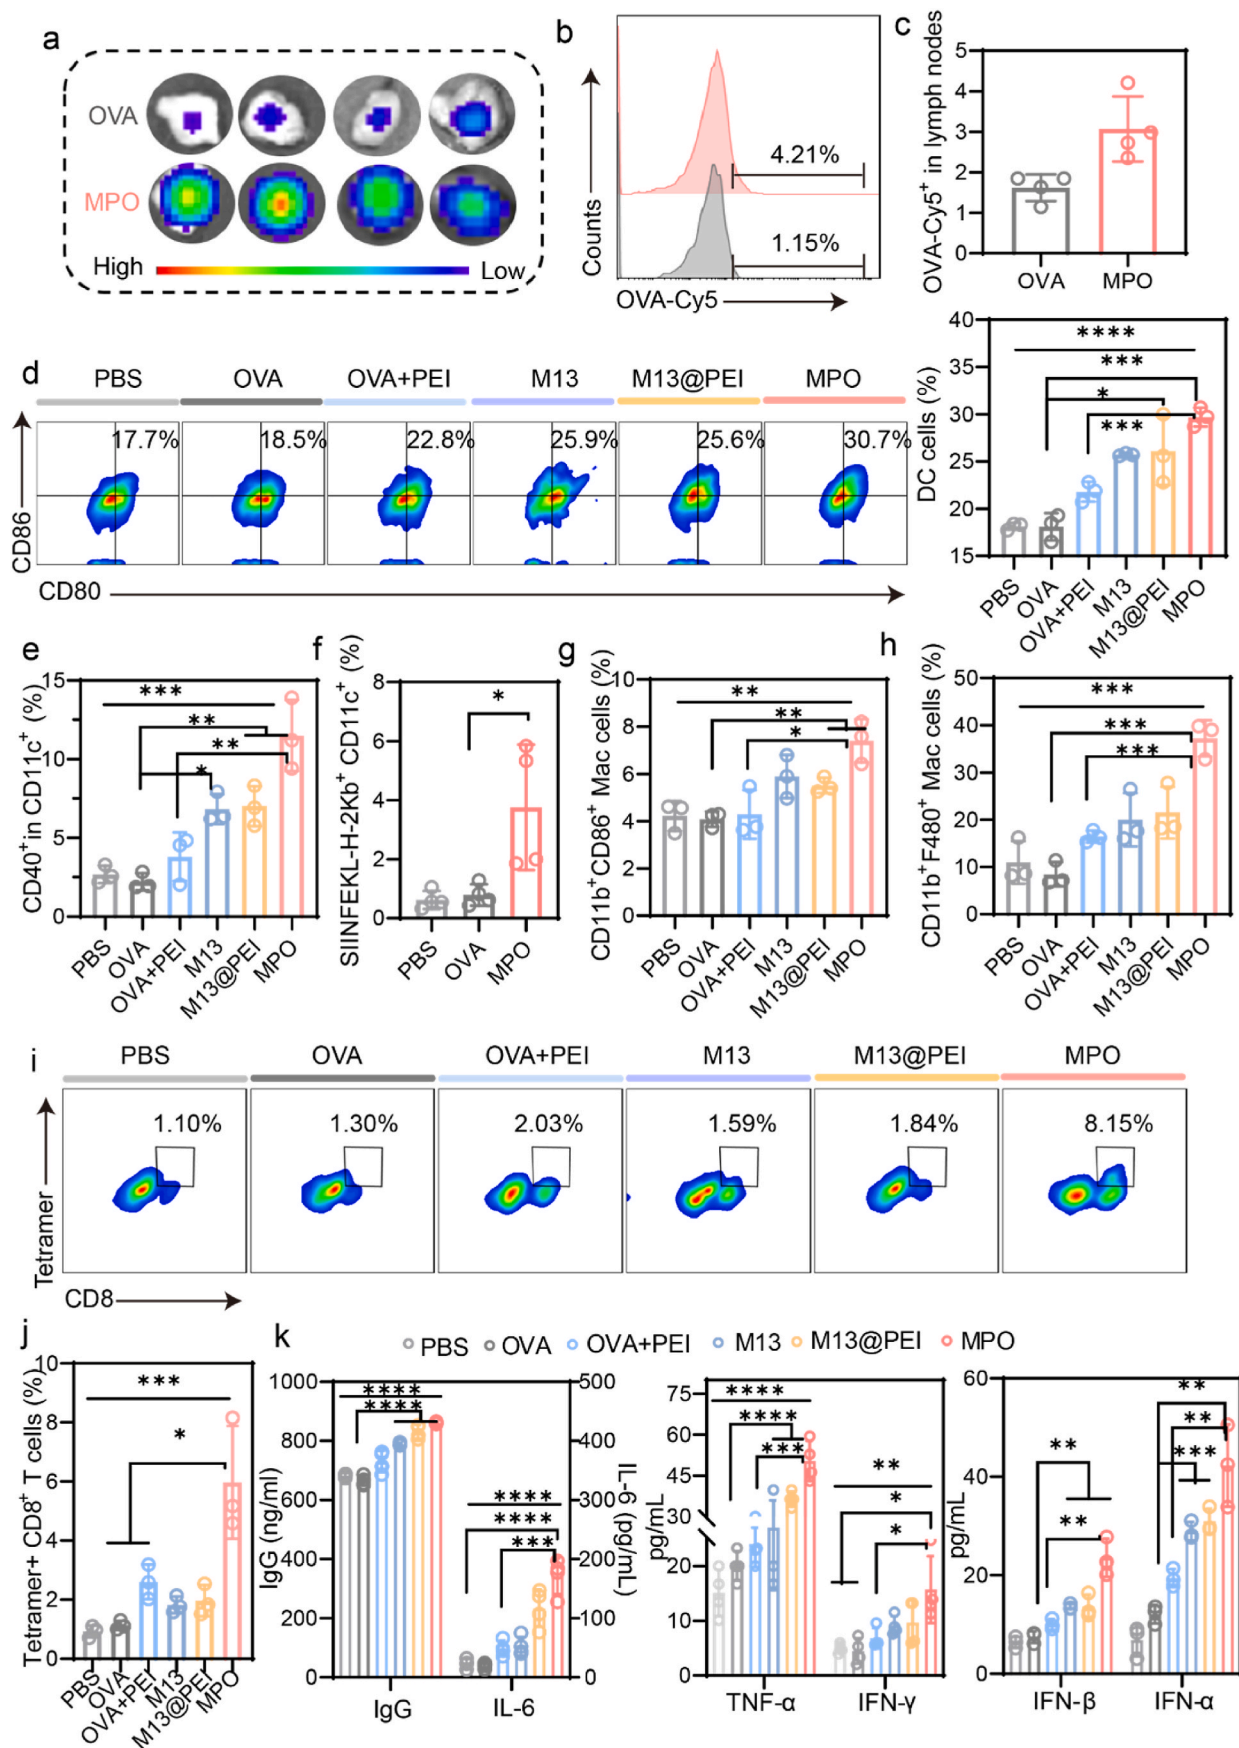 a
OVA
MPO
High
Low
b
Counts
4.21%
1.15%
OVA-Cy5
c
OVA-Cy5⁺ in lymph nodes
5
4
3
2
1
0
OVA
MPO
d
PBS
OVA
OVA+PEI
M13
M13@PEI
MPO
17.7%
18.5%
22.8%
25.9%
25.6%
30.7%
CD86
CD80
DC cells (%)
40
35
30
25
20
15
****
***
*
***
PBS
OVA
OVA+PEI
M13
M13@PEI
MPO
e
CD40⁺in CD11c⁺ (%)
15
10
5
0
***
**
**
*
PBS
OVA
OVA+PEI
M13
M13@PEI
MPO
f
SIINFEKL-H-2Kb⁺ CD11c⁺ (%)
8
6
4
2
0
*
PBS
OVA
MPO
g
CD11b⁺CD86⁺ Mac cells (%)
10
8
6
4
2
0
**
**
*
PBS
OVA
OVA+PEI
M13
M13@PEI
MPO
h
CD11b⁺F480⁺ Mac cells (%)
50
40
30
20
10
0
***
***
***
PBS
OVA
OVA+PEI
M13
M13@PEI
MPO
i
PBS
OVA
OVA+PEI
M13
M13@PEI
MPO
1.10%
1.30%
2.03%
1.59%
1.84%
8.15%
Tetramer
CD8
j
Tetramer+ CD8⁺ T cells (%)
10
8
6
4
2
0
***
*
PBS
OVA
OVA+PEI
M13
M13@PEI
MPO
k
PBS
OVA
OVA+PEI
M13
M13@PEI
MPO
IgG (ng/ml)
1000
800
600
400
200
0
****
****
****
****
***
500
400
300
200
100
0
IL-6 (pg/mL)
IgG
IL-6
pg/mL
75
60
45
30
20
10
0
****
****
***
**
*
*
TNF-α
IFN-γ
pg/mL
60
40
20
0
**
**
**
**
***
IFN-β
IFN-α